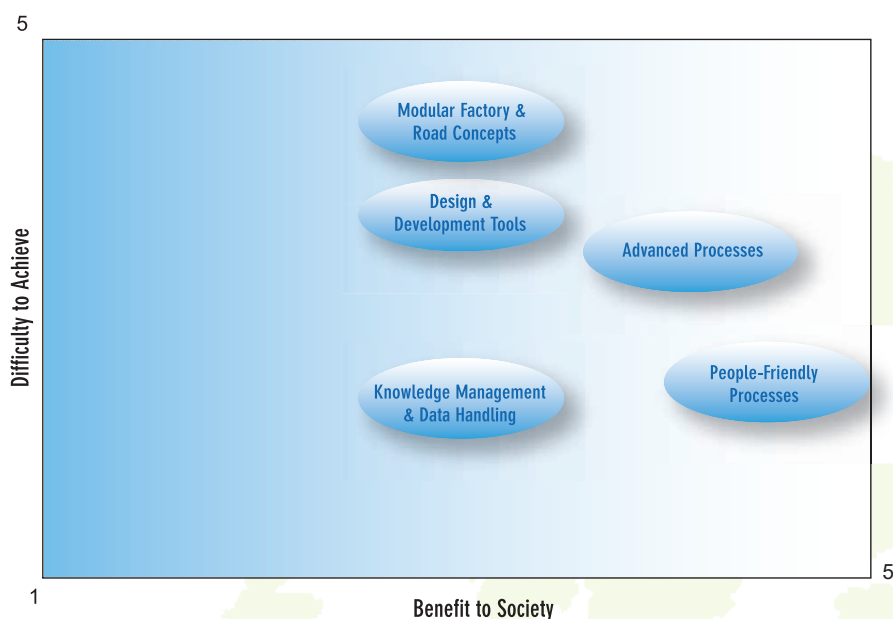 5
Modular Factory &
Road Concepts
Design &
Development Tools
Advanced Processes
People-Friendly
Processes
Knowledge Management
& Data Handling
Difficulty to Achieve
1
5
Benefit to Society